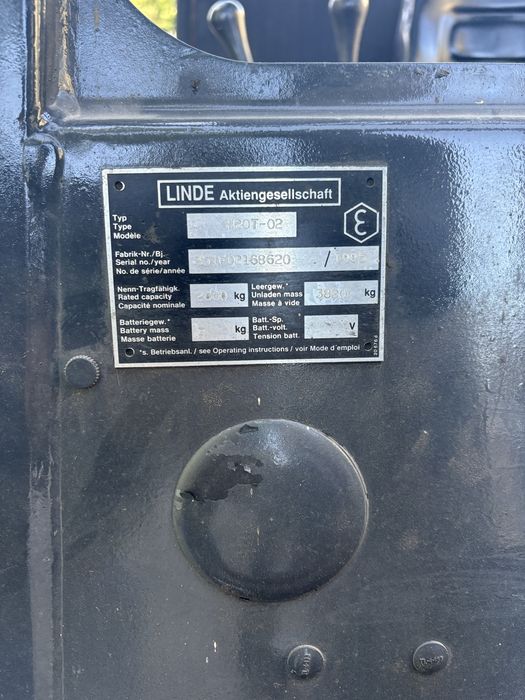 LINDE Aktiengesellschaft
Typ
Type
Modèle
H20T-02
ε
Fabrik-Nr./Bj.
Serial no./year
No. de série/année
/
Nenn-Tragfähigk.
Rated capacity
Capacité nominale
kg
Leergew.*
Unladen mass
Masse à vide
kg
Batteriegew.*
Battery mass
Masse batterie
kg
Batt.-Sp.
Batt.-volt.
Tension batt.
V
*s. Betriebsanl. / see Operating instructions / voir Mode d'emploi